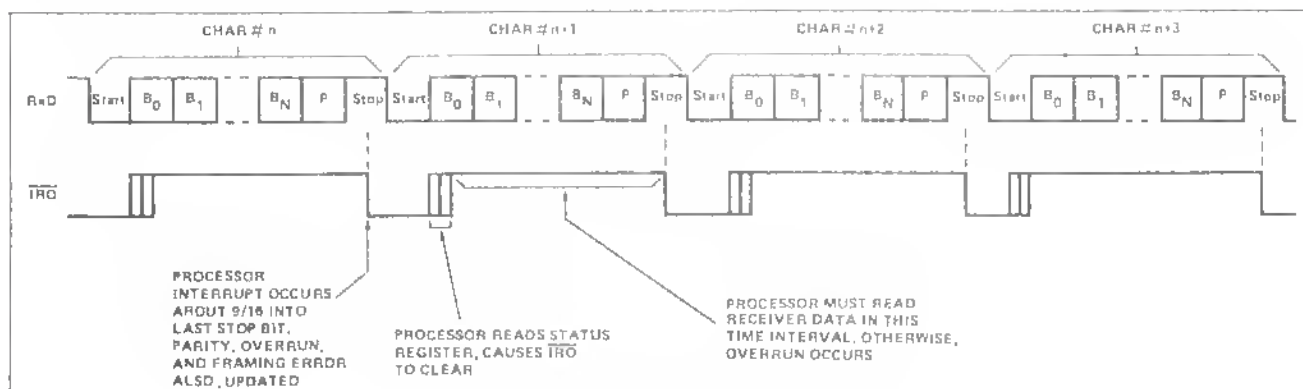 CHAR # n CHAR # n+1 CHAR # n+2 CHAR # n+3
RxD Start B0 B1 BN P Stop Start B0 B1 BN P Stop Start B0 B1 BN P Stop Start B0 B1 BN P Stop
IRQ
PROCESSOR
INTERRUPT OCCURS
ABOUT 9/16 INTO
LAST STOP BIT,
PARITY, OVERRUN,
AND FRAMING ERROR
ALSO, UPDATED
PROCESSOR READS STATUS
REGISTER, CAUSES IRQ
TO CLEAR
PROCESSOR MUST READ
RECEIVER DATA IN THIS
TIME INTERVAL, OTHERWISE,
OVERRUN OCCURS